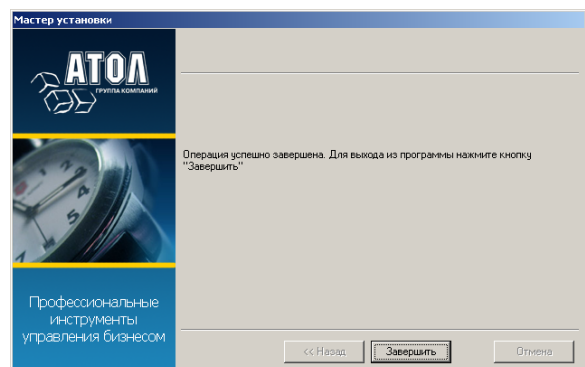 Мастер установки
АТОЛ
ГРУППА КОМПАНИЙ
Операция успешно завершена. Для выхода из программы нажмите кнопку
"Завершить"
Профессиональные
инструменты
управления бизнесом
<< Назад
Завершить
Отмена